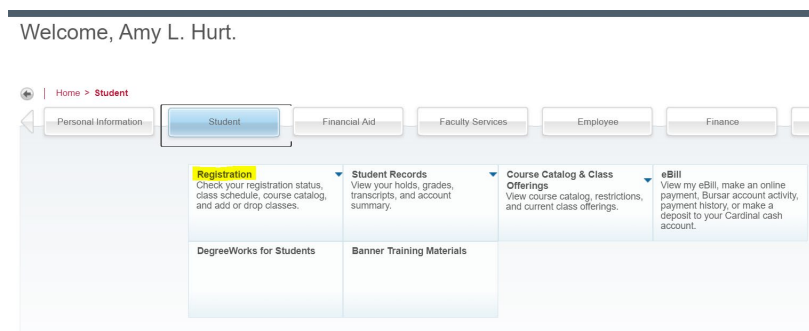 Welcome, Amy L. Hurt.
Home > Student
Personal Information
Student
Financial Aid
Faculty Services
Employee
Finance
Registration
Check your registration status,
class schedule, course catalog,
and add or drop classes.
Student Records
View your holds, grades,
transcripts, and account
summary.
Course Catalog & Class
Offerings
View course catalog, restrictions,
and current class offerings.
eBill
View my eBill, make an online
payment, Bursar account activity,
payment history, or make a
deposit to your Cardinal cash
account.
DegreeWorks for Students
Banner Training Materials